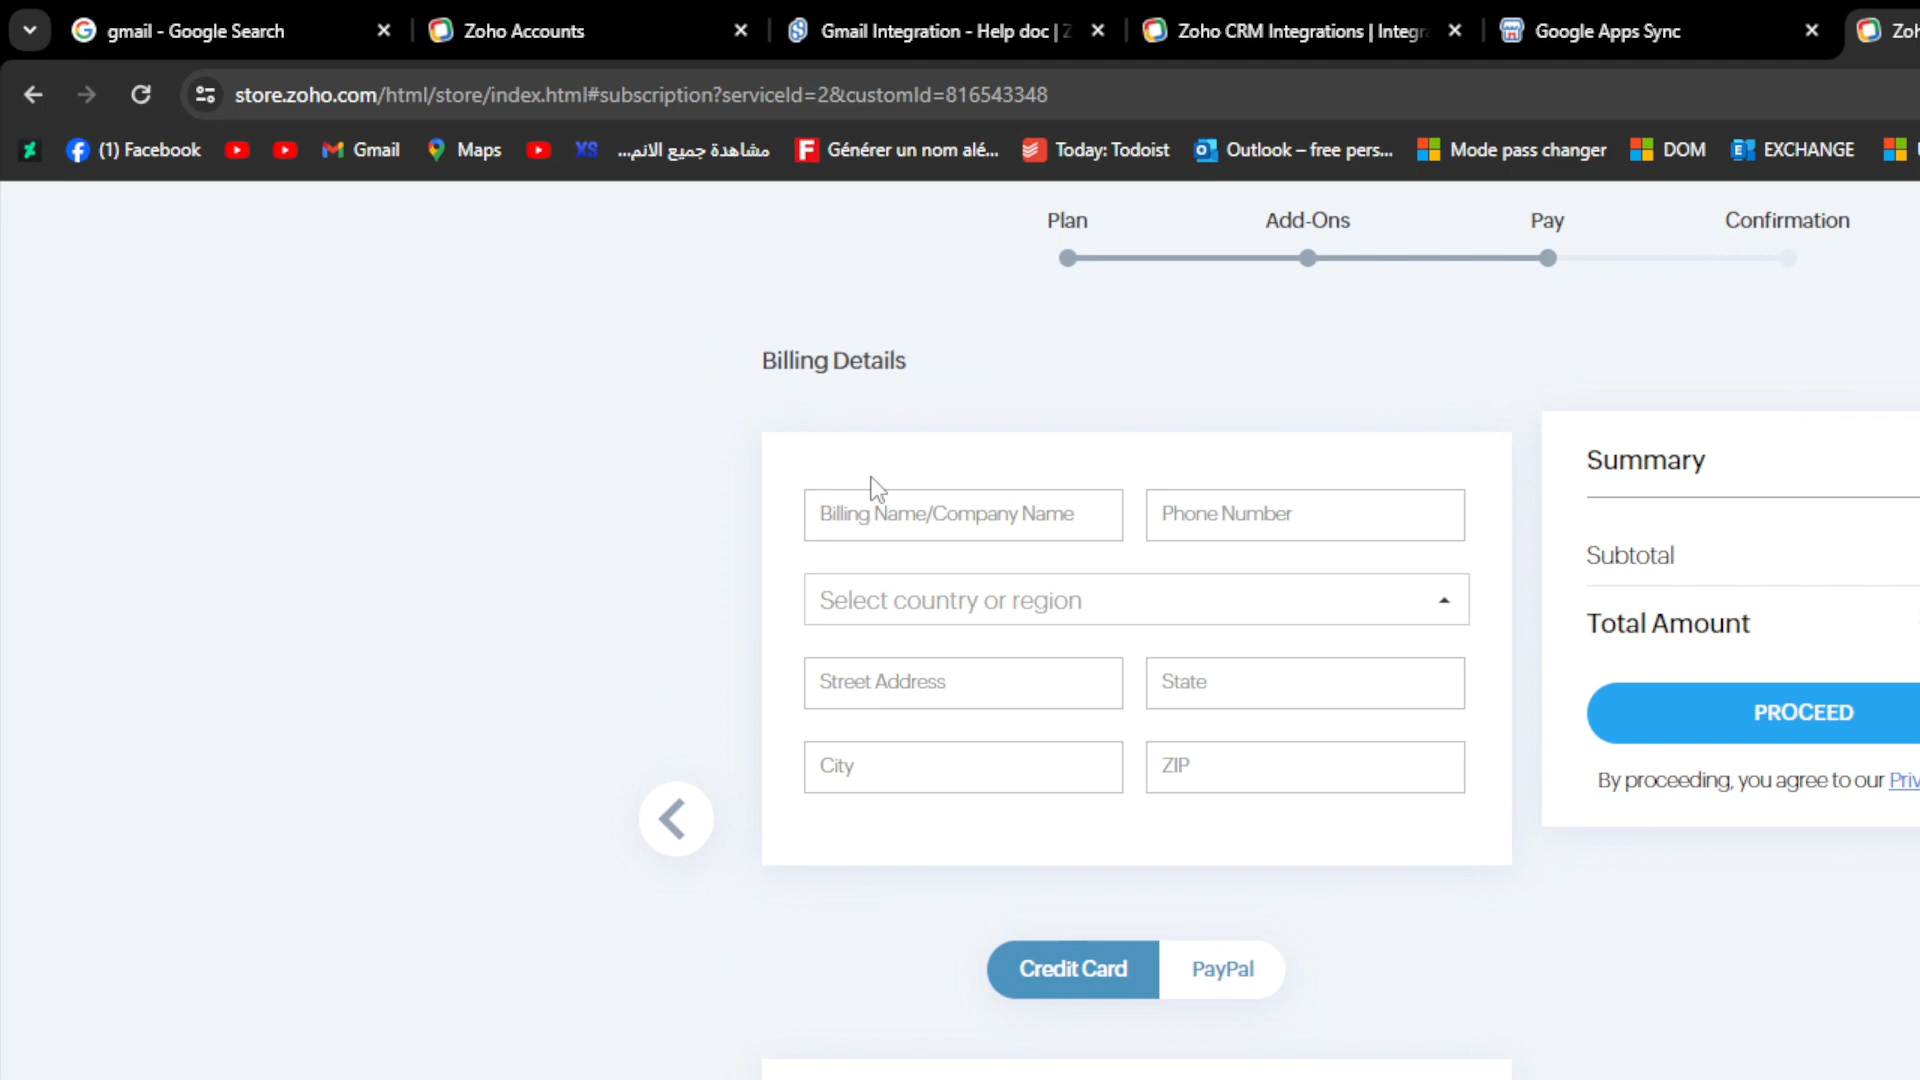 gmail - Google Search
Zoho Accounts
Gmail Integration - Help doc |
Zoho CRM Integrations |
Google Apps Sync
store.zoho.com/html/store/index.html#subscription?serviceId=2&customId=816543348
(1) Facebook
Gmail
Maps
XS
مشاهدة جميع الانم...
Générer un nom alé...
Today: Todoist
Outlook – free pers...
Mode pass changer
DOM
EXCHANGE
Plan
Add-Ons
Pay
Confirmation
Billing Details
Billing Name/Company Name
Phone Number
Select country or region
Street Address
State
City
ZIP
Summary
Subtotal
Total Amount
PROCEED
By proceeding, you agree to our
Credit Card
PayPal